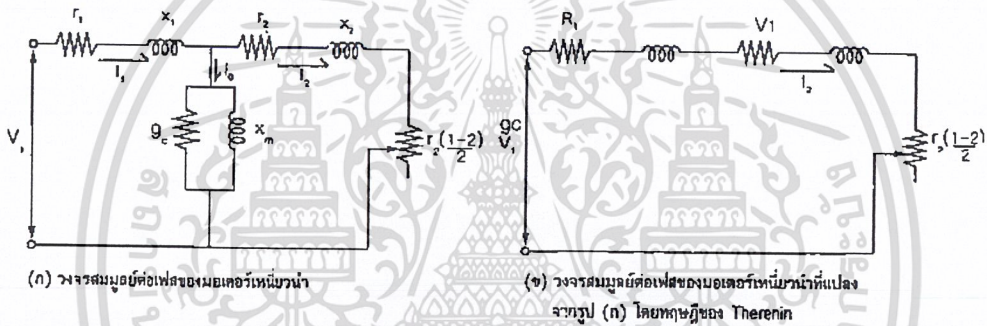 r₁ x₁ r₂ x₂
I₁ I₀ I₂
V₁
g꜀ xₘ
r₂(1-2)/2
(ก) วงจรสมมูลย์ต่อเฟสของมอเตอร์เหนี่ยวนำ
R₁ V1
I₂
gc
V₁
r₂(1-2)/2
(ข) วงจรสมมูลย์ต่อเฟสของมอเตอร์เหนี่ยวนำที่แปลง
จากรูป (ก) โดยทฤษฎีของ Therenin